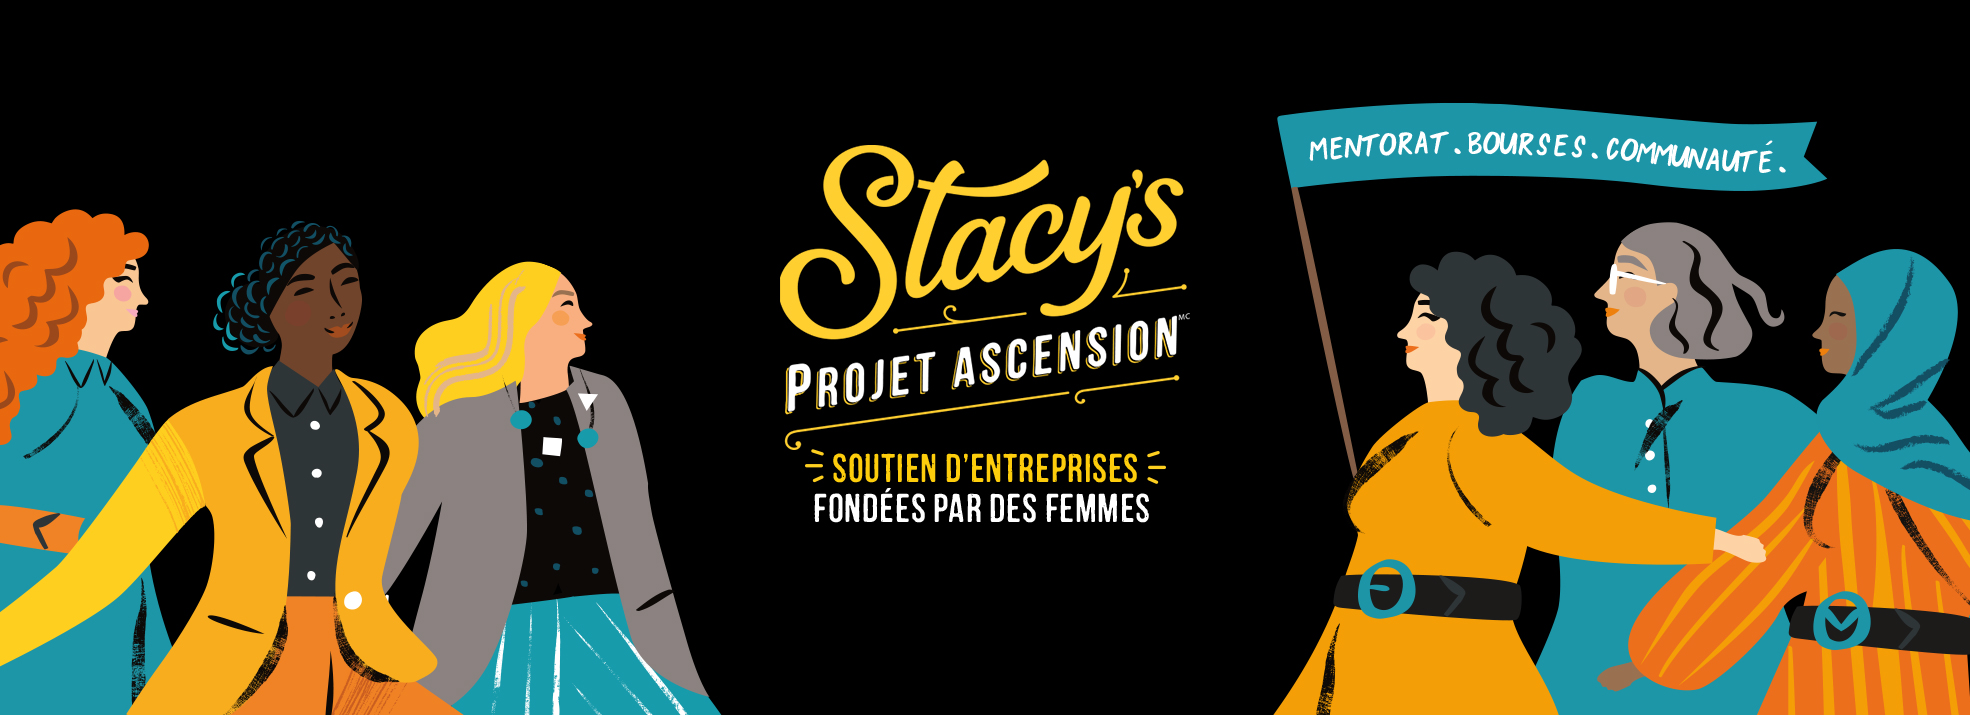 MENTORAT. BOURSES. COMMUNAUTÉ.
Stacy's
PROJET ASCENSION MC
SOUTIEN D'ENTREPRISES
FONDÉES PAR DES FEMMES